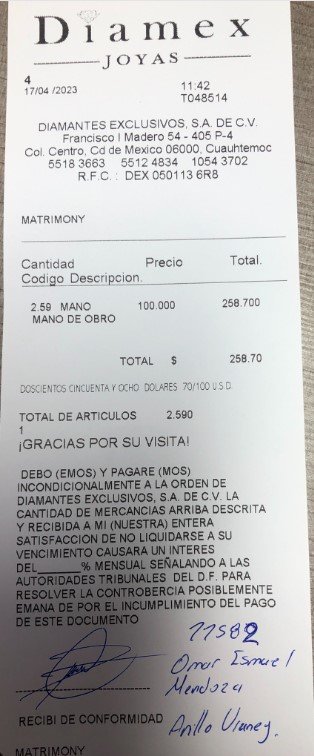 Diamex
JOYAS
4
17/04 /2023 11:42
T048514
DIAMANTES EXCLUSIVOS, S.A. DE C.V.
Francisco I Madero 54 - 405 P-4
Col. Centro, Cd de Mexico 06000, Cuauhtemoc
5518 3663 5512 4834 1054 3702
R.F.C. : DEX 050113 6R8
MATRIMONY
Cantidad Precio Total.
Codigo Descripcion.
2.59 MANO 100.000 258.700
MANO DE OBRO
TOTAL $ 258.70
DOSCIENTOS CINCUENTA Y OCHO DOLARES 70/100 U.S.D.
TOTAL DE ARTICULOS 2.590
1
¡GRACIAS POR SU VISITA!
DEBO (EMOS) Y PAGARE (MOS)
INCONDICIONALMENTE A LA ORDEN DE
DIAMANTES EXCLUSIVOS, S.A. DE C.V. LA
CANTIDAD DE MERCANCIAS ARRIBA DESCRITA
Y RECIBIDA A MI (NUESTRA) ENTERA
SATISFACCION DE NO LIQUIDARSE A SU
VENCIMIENTO CAUSARA UN INTERES
DEL_____% MENSUAL SEÑALANDO A LAS
AUTORIDADES TRIBUNALES DEL D.F. PARA
RESOLVER LA CONTROBERCIA POSIBLEMENTE
EMANA DE POR EL INCUMPLIMIENTO DEL PAGO
DE ESTE DOCUMENTO
77582
Omar Ismael
Mendoza
RECIBI DE CONFORMIDAD Anillo Vianey.
MATRIMONY